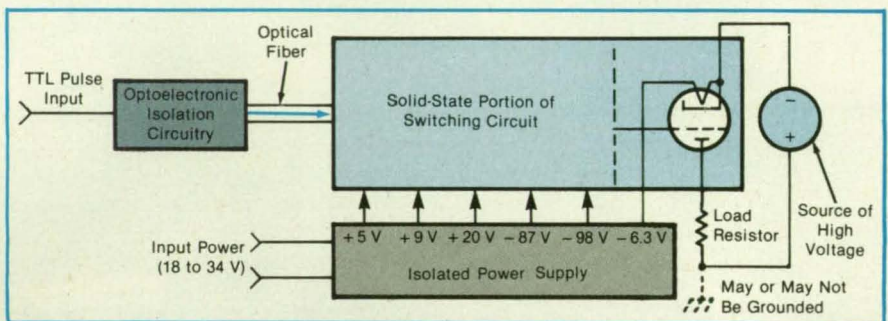 Optical
Fiber
TTL Pulse
Input
Optoelectronic
Isolation
Circuitry
Solid-State Portion of
Switching Circuit
−
+
Load
Resistor
Source of
High
Voltage
Input Power
(18 to 34 V)
+ 5 V + 9 V + 20 V − 87 V − 98 V − 6.3 V
Isolated Power Supply
May or May Not
Be Grounded